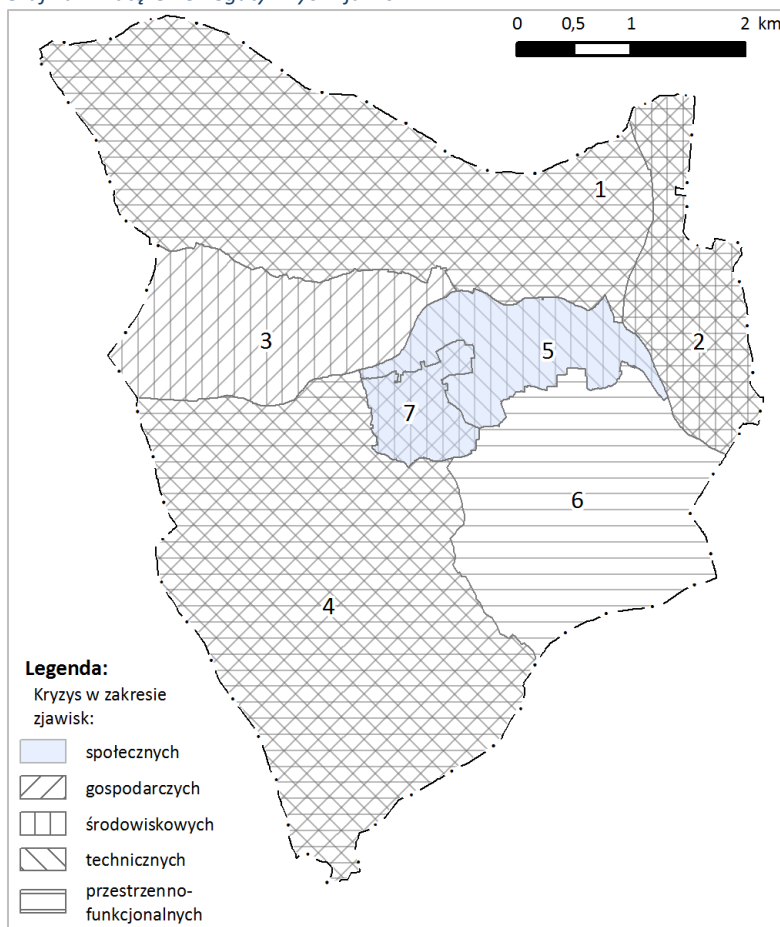 0 0,5 1 2 km
1
2
3
5
7
6
4
Legenda:
Kryzys w zakresie
zjawisk:
społecznych
gospodarczych
środowiskowych
technicznych
przestrzenno-
funkcjonalnych